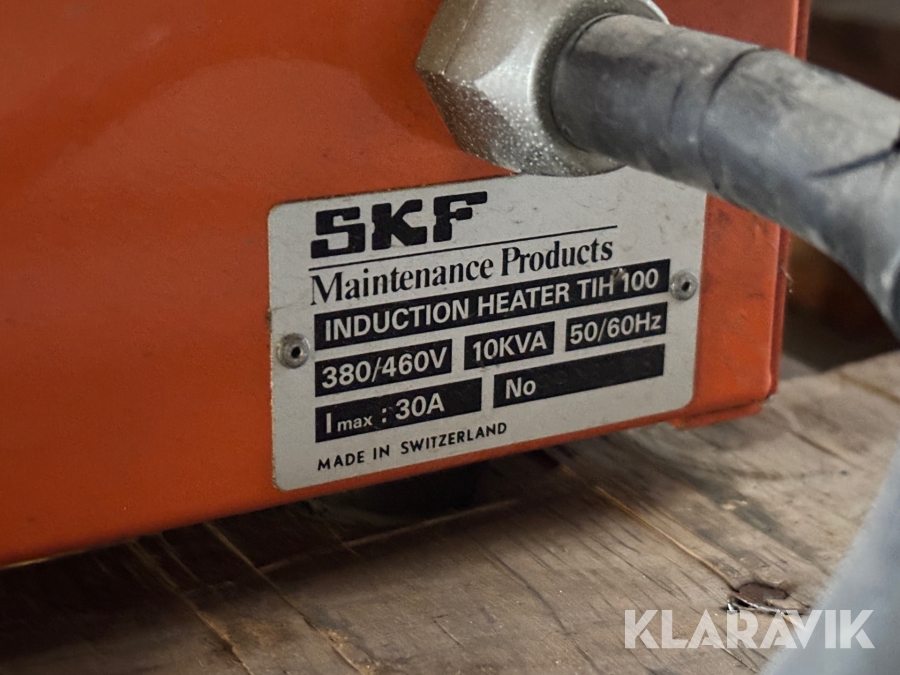 SKF
Maintenance Products
INDUCTION HEATER TIH 100
380/460V 10KVA 50/60Hz
Imax : 30A No
MADE IN SWITZERLAND
KLARAVIK